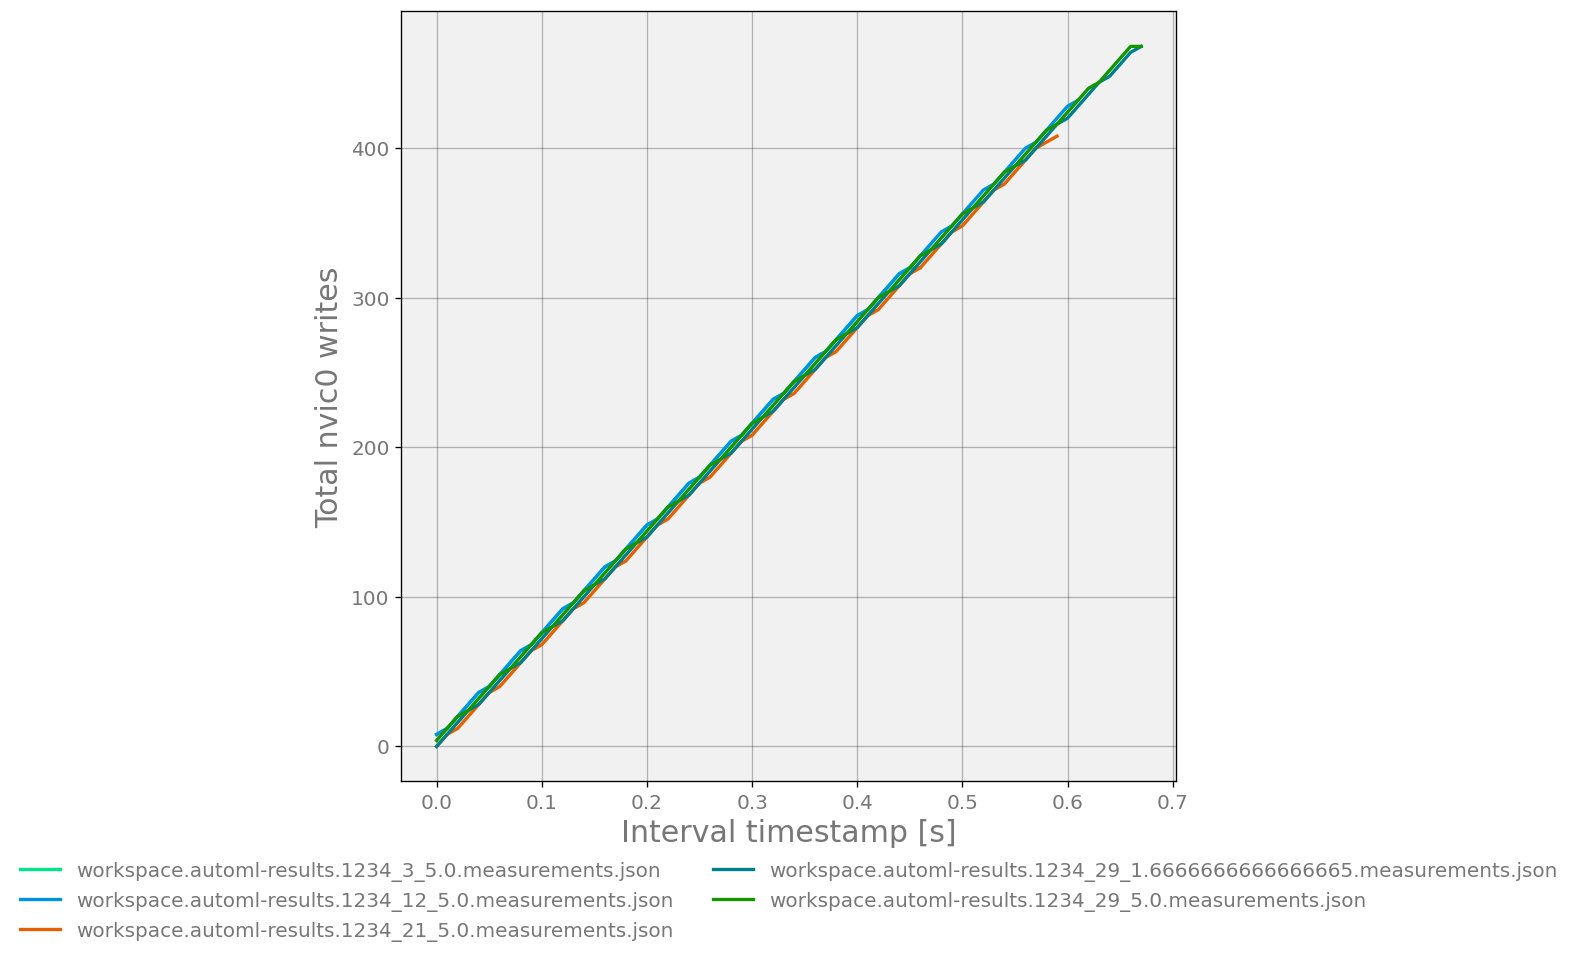 Total nvic0 writes
400
300
200
100
0
0.0 0.1 0.2 0.3 0.4 0.5 0.6 0.7
Interval timestamp [s]
workspace.automl-results.1234_3_5.0.measurements.json
workspace.automl-results.1234_12_5.0.measurements.json
workspace.automl-results.1234_21_5.0.measurements.json
workspace.automl-results.1234_29_1.6666666666666665.measurements.json
workspace.automl-results.1234_29_5.0.measurements.json